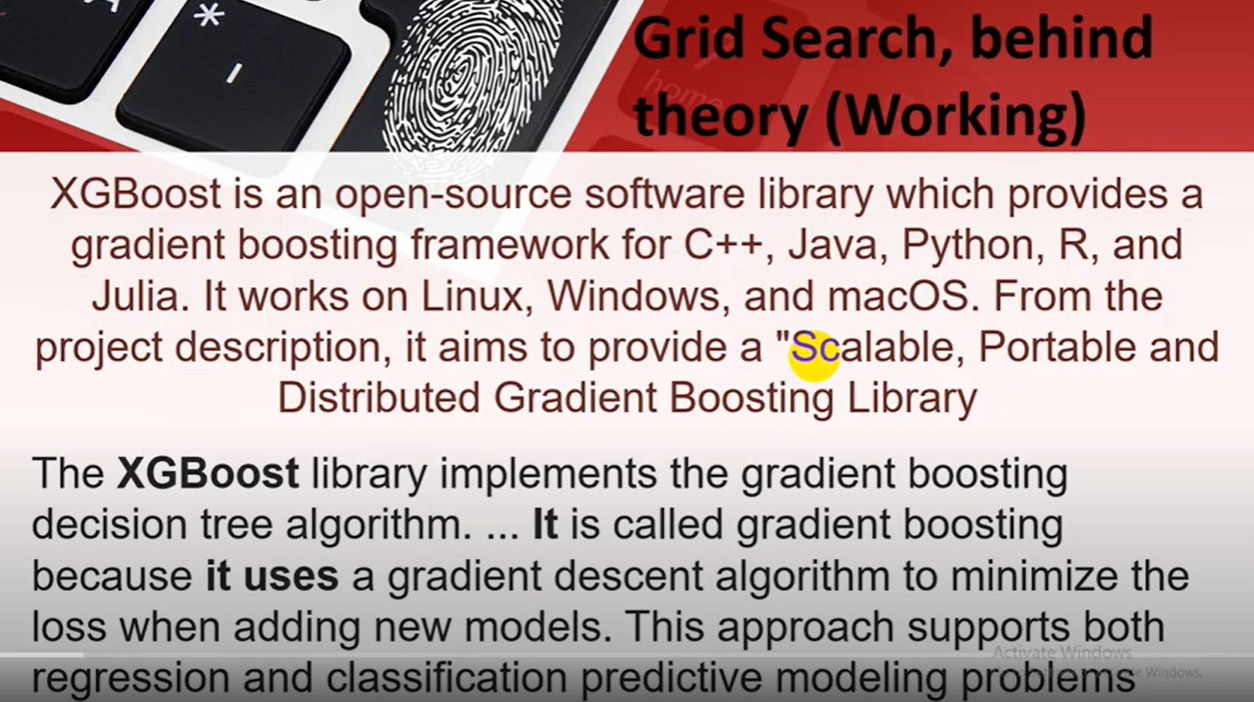 *
-
Grid Search, behind
theory (Working)
home
XGBoost is an open-source software library which provides a
gradient boosting framework for C++, Java, Python, R, and
Julia. It works on Linux, Windows, and macOS. From the
project description, it aims to provide a "Scalable, Portable and
Distributed Gradient Boosting Library
The XGBoost library implements the gradient boosting
decision tree algorithm. ... It is called gradient boosting
because it uses a gradient descent algorithm to minimize the
loss when adding new models. This approach supports both
Activate Windows
regression and classification predictive modeling problems
Windows.